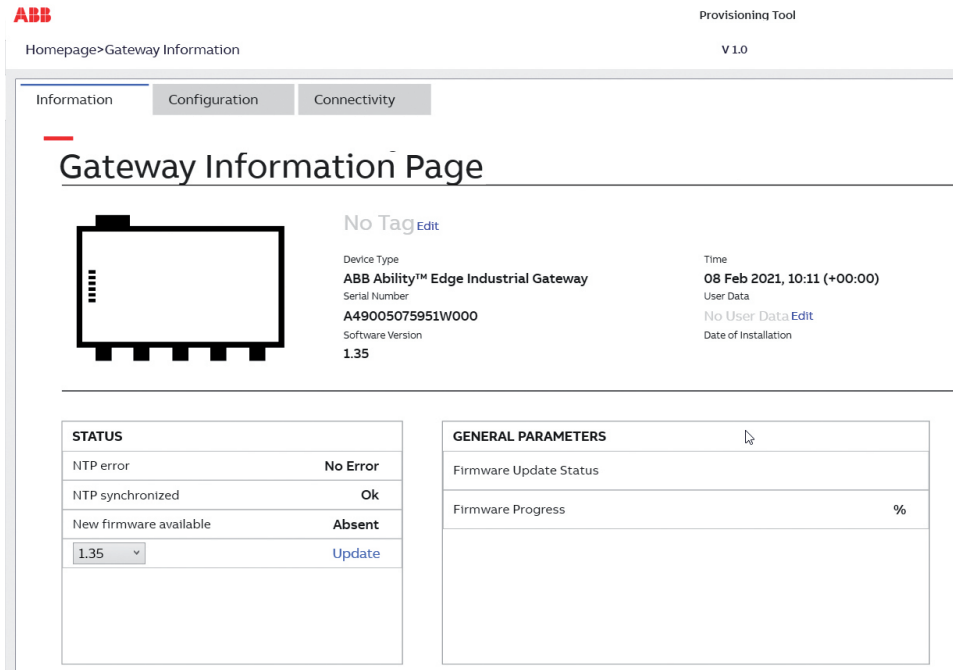 ABB
Provisioning Tool
Homepage>Gateway Information
V 1.0
Information
Configuration
Connectivity
Gateway Information Page
No Tag Edit
Device Type
ABB Ability™ Edge Industrial Gateway
Serial Number
A49005075951W000
Software Version
1.35
Time
08 Feb 2021, 10:11 (+00:00)
User Data
No User Data Edit
Date of Installation
STATUS
NTP error No Error
NTP synchronized Ok
New firmware available Absent
1.35 Update
GENERAL PARAMETERS
Firmware Update Status
Firmware Progress %